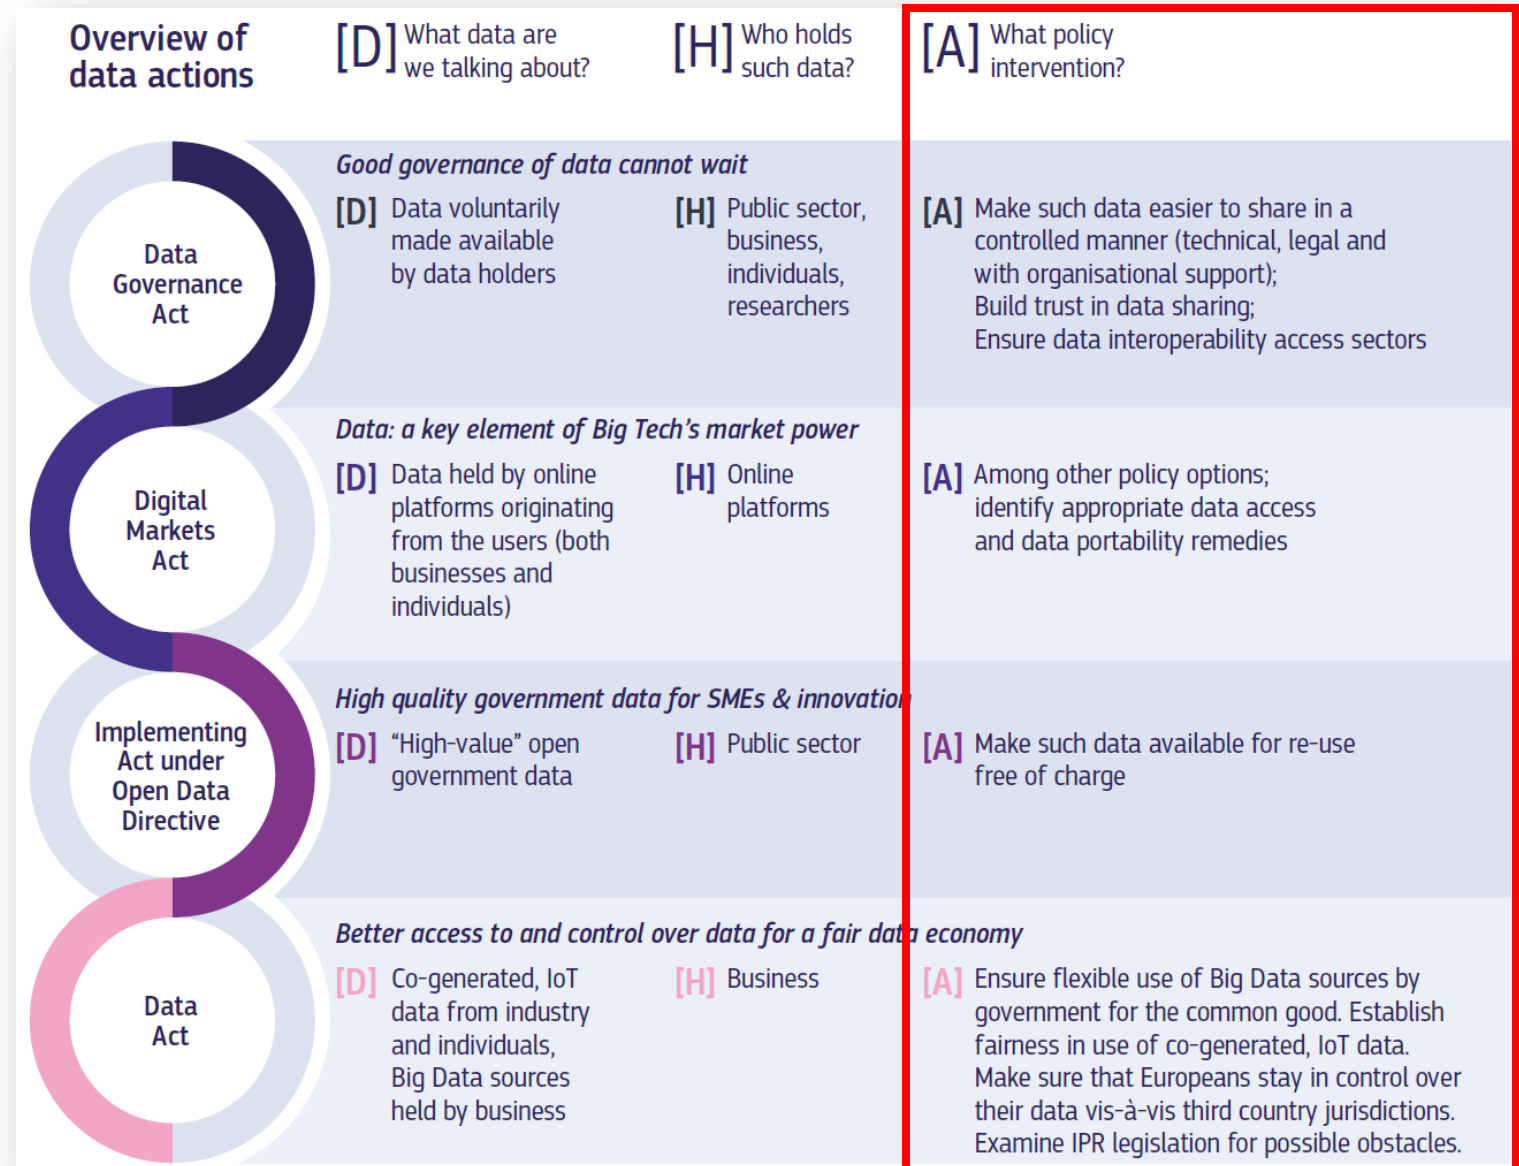 Overview of
data actions
[D] What data are
we talking about?
[H] Who holds
such data?
[A] What policy
intervention?
Data
Governance
Act
Good governance of data cannot wait
[D] Data voluntarily
made available
by data holders
[H] Public sector,
business,
individuals,
researchers
[A] Make such data easier to share in a
controlled manner (technical, legal and
with organisational support);
Build trust in data sharing;
Ensure data interoperability access sectors
Digital
Markets
Act
Data: a key element of Big Tech's market power
[D] Data held by online
platforms originating
from the users (both
businesses and
individuals)
[H] Online
platforms
[A] Among other policy options;
identify appropriate data access
and data portability remedies
Implementing
Act under
Open Data
Directive
High quality government data for SMEs & innovation
[D] “High-value” open
government data
[H] Public sector
[A] Make such data available for re-use
free of charge
Data
Act
Better access to and control over data for a fair data economy
[D] Co-generated, IoT
data from industry
and individuals,
Big Data sources
held by business
[H] Business
[A] Ensure flexible use of Big Data sources by
government for the common good. Establish
fairness in use of co-generated, IoT data.
Make sure that Europeans stay in control over
their data vis-à-vis third country jurisdictions.
Examine IPR legislation for possible obstacles.